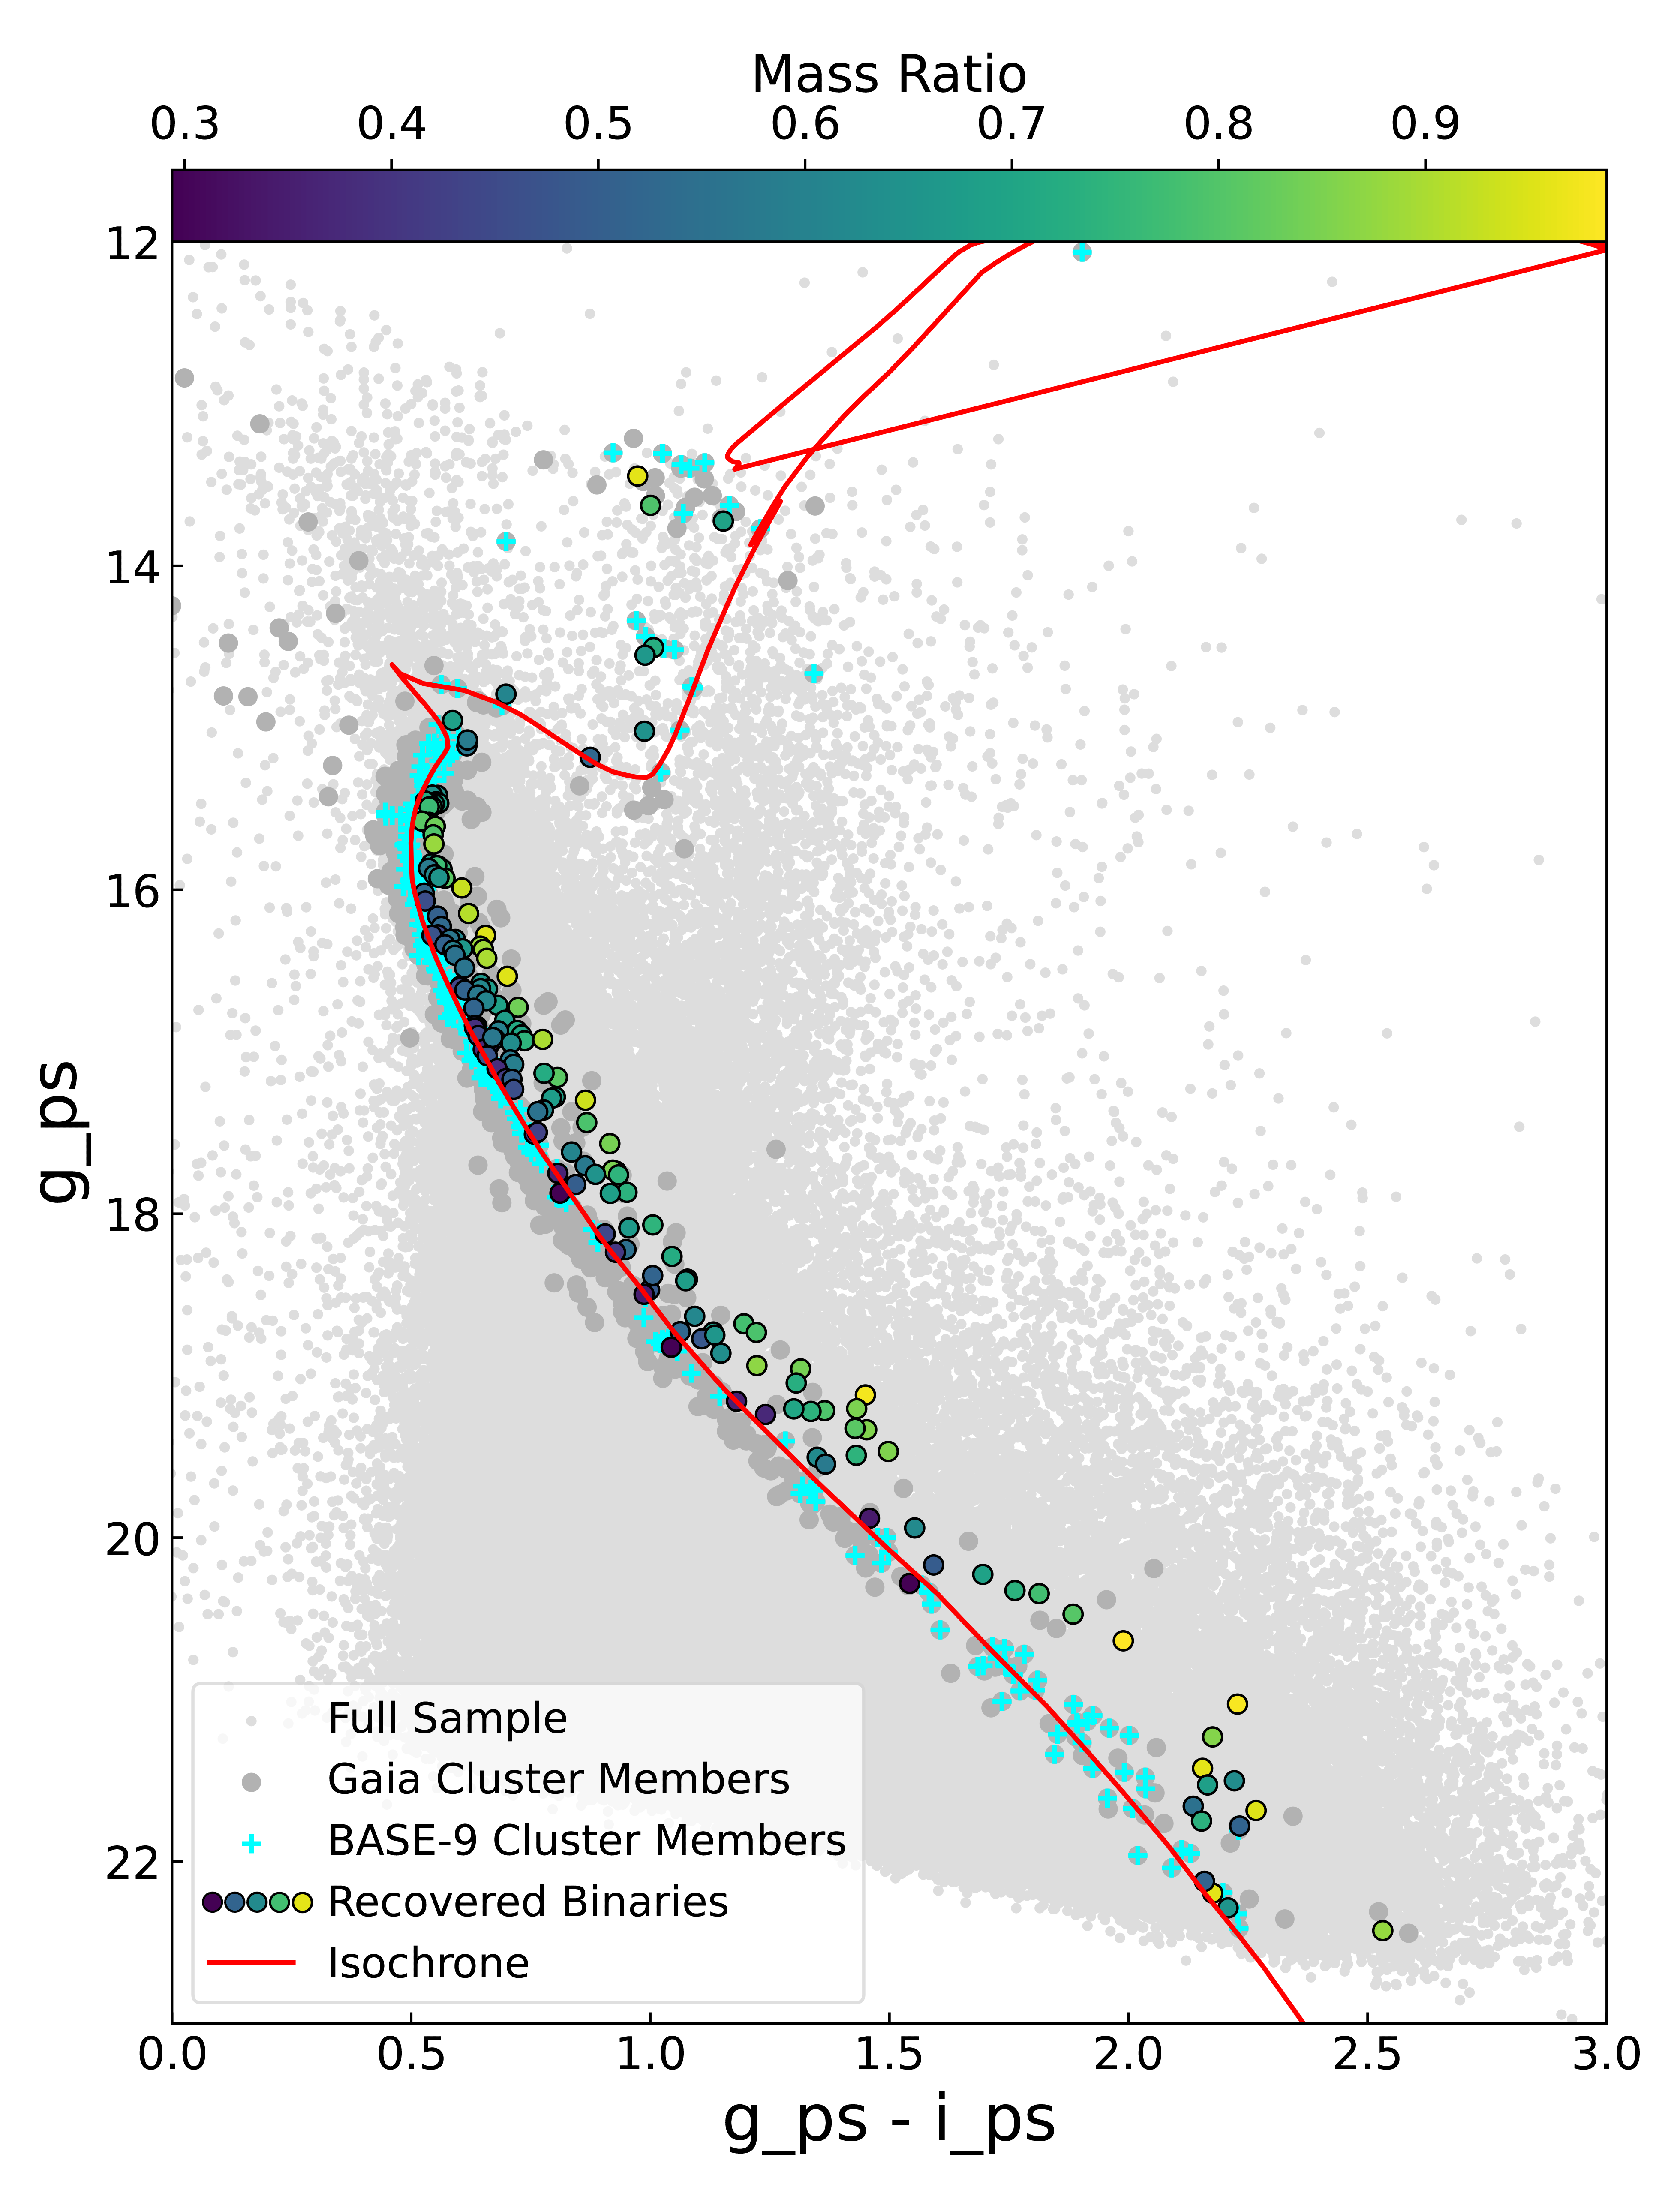 Mass Ratio
0.3 0.4 0.5 0.6 0.7 0.8 0.9
12
14
16
18
20
22
g_ps
Full Sample
Gaia Cluster Members
BASE-9 Cluster Members
Recovered Binaries
Isochrone
0.0 0.5 1.0 1.5 2.0 2.5 3.0
g_ps - i_ps